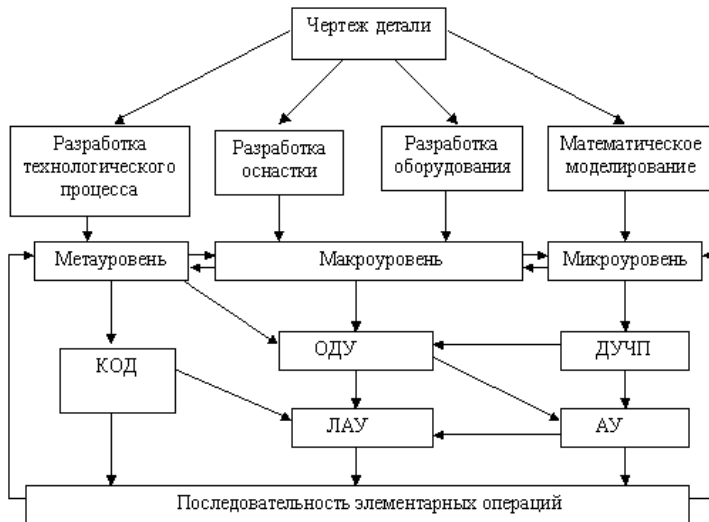 Чертеж детали
Разработка
технологического
процесса
Разработка
оснастки
Разработка
оборудования
Математическое
моделирование
Метауровень
Макроуровень
Микроуровень
КОД
ОДУ
ДУЧП
ЛАУ
АУ
Последовательность элементарных операций